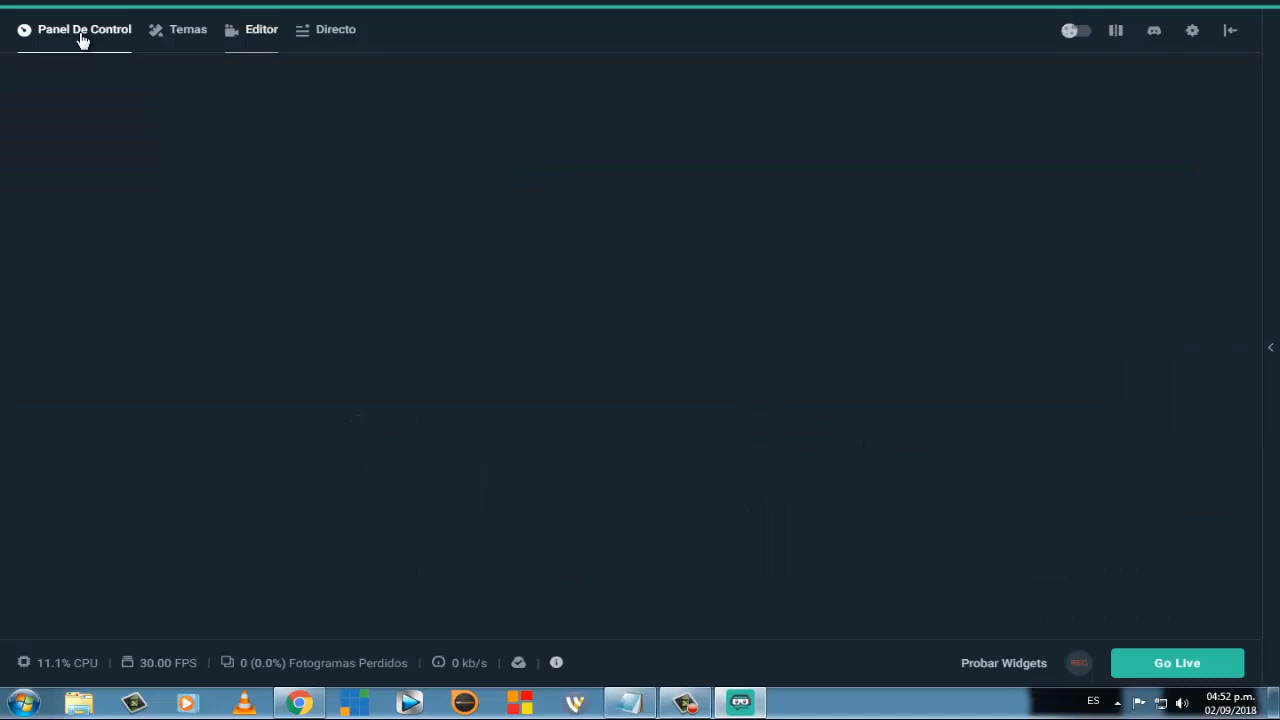 Panel De Control Temas Editor Directo
11.1% CPU 30.00 FPS 0 (0.0%) Fotogramas Perdidos 0 kb/s Probar Widgets REC Go Live
ES 04:52 p.m.
02/09/2018